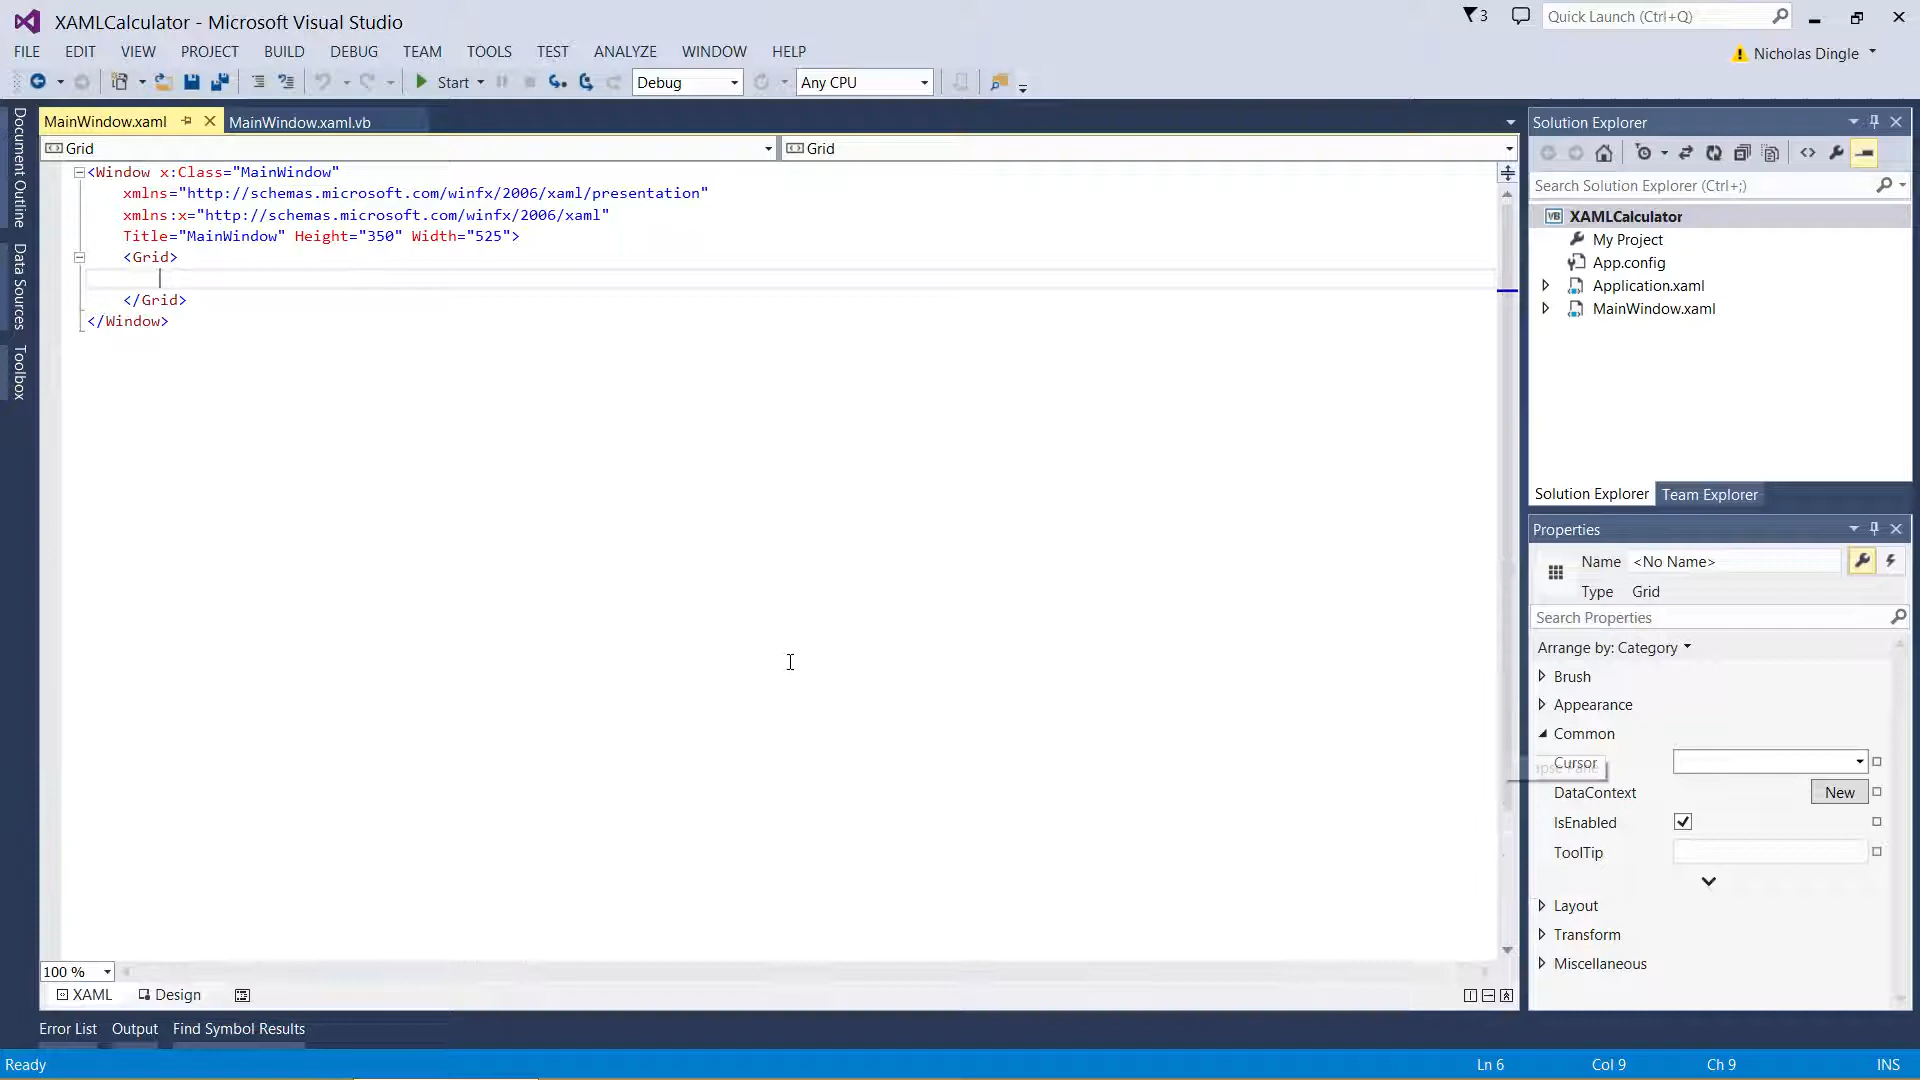 XAMLCalculator - Microsoft Visual Studio
3
Quick Launch (Ctrl+Q)
FILE EDIT VIEW PROJECT BUILD DEBUG TEAM TOOLS TEST ANALYZE WINDOW HELP
Nicholas Dingle
Start Debug Any CPU
Document Outline
Data Sources
Toolbox
MainWindow.xaml MainWindow.xaml.vb
Grid Grid
<Window x:Class="MainWindow"
xmlns="http://schemas.microsoft.com/winfx/2006/xaml/presentation"
xmlns:x="http://schemas.microsoft.com/winfx/2006/xaml"
Title="MainWindow" Height="350" Width="525">
<Grid>
</Grid>
</Window>
100 %
XAML Design
Solution Explorer
Search Solution Explorer (Ctrl+;)
VB XAMLCalculator
My Project
App.config
Application.xaml
MainWindow.xaml
Solution Explorer Team Explorer
Properties
Name <No Name>
Type Grid
Search Properties
Arrange by: Category
Brush
Appearance
Common
Cursor
DataContext New
IsEnabled
ToolTip
Layout
Transform
Miscellaneous
Error List Output Find Symbol Results
Ready Ln 6 Col 9 Ch 9 INS